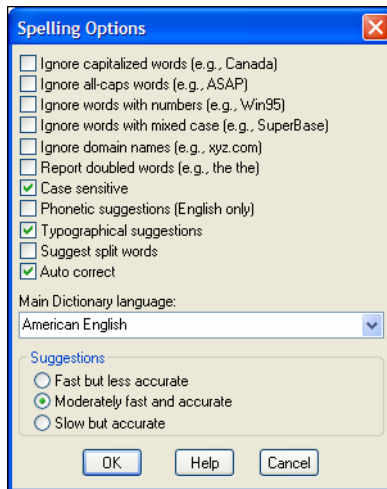 Spelling Options
Ignore capitalized words (e.g., Canada)
Ignore all-caps words (e.g., ASAP)
Ignore words with numbers (e.g., Win95)
Ignore words with mixed case (e.g., SuperBase)
Ignore domain names (e.g., xyz.com)
Report doubled words (e.g., the the)
Case sensitive
Phonetic suggestions (English only)
Typographical suggestions
Suggest split words
Auto correct
Main Dictionary language:
American English
Suggestions
Fast but less accurate
Moderately fast and accurate
Slow but accurate
OK Help Cancel